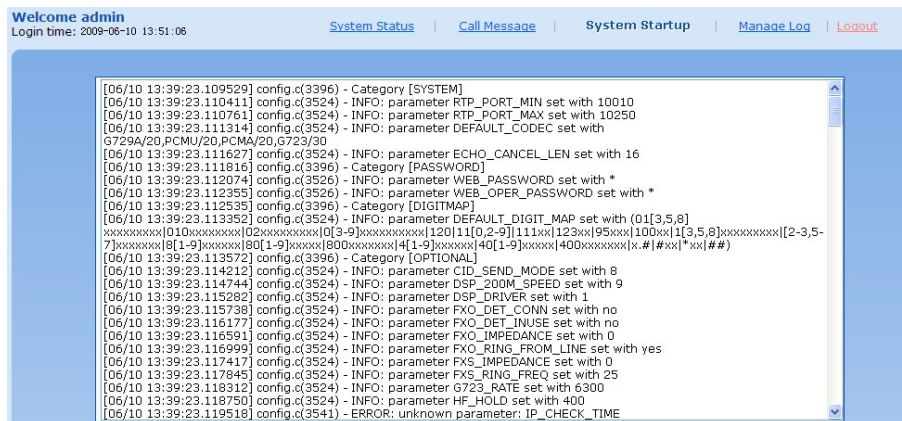 Welcome admin
Login time: 2009-06-10 13:51:06
System Status | Call Message | System Startup | Manage Log | Logout
[06/10 13:39:23.109529] config.c(3396) - Category [SYSTEM]
[06/10 13:39:23.110411] config.c(3524) - INFO: parameter RTP_PORT_MIN set with 10010
[06/10 13:39:23.110761] config.c(3524) - INFO: parameter RTP_PORT_MAX set with 10250
[06/10 13:39:23.111314] config.c(3524) - INFO: parameter DEFAULT_CODEC set with
G729A/20,PCMU/20,PCMA/20,G723/30
[06/10 13:39:23.111627] config.c(3524) - INFO: parameter ECHO_CANCEL_LEN set with 16
[06/10 13:39:23.111816] config.c(3396) - Category [PASSWORD]
[06/10 13:39:23.112074] config.c(3526) - INFO: parameter WEB_PASSWORD set with *
[06/10 13:39:23.112355] config.c(3526) - INFO: parameter WEB_OPER_PASSWORD set with *
[06/10 13:39:23.112535] config.c(3396) - Category [DIGITMAP]
[06/10 13:39:23.113352] config.c(3524) - INFO: parameter DEFAULT_DIGIT_MAP set with (01[3,5,8]
xxxxxxxxx|010xxxxxxxx|02xxxxxxxxx|0[3-9]xxxxxxxxxx|120|11[0,2-9]|111xx|123xx|95xxx|100xx|1[3,5,8]xxxxxxxxx|[2-3,5-
7]xxxxxxx|8[1-9]xxxxxx|80[1-9]xxxxx|800xxxxxxx|4[1-9]xxxxxx|40[1-9]xxxxx|400xxxxxxx|x.#|#xx|*xx|##)
[06/10 13:39:23.113572] config.c(3396) - Category [OPTIONAL]
[06/10 13:39:23.114212] config.c(3524) - INFO: parameter CID_SEND_MODE set with 8
[06/10 13:39:23.114744] config.c(3524) - INFO: parameter DSP_200M_SPEED set with 9
[06/10 13:39:23.115282] config.c(3524) - INFO: parameter DSP_DRIVER set with 1
[06/10 13:39:23.115738] config.c(3524) - INFO: parameter FXO_DET_CONN set with no
[06/10 13:39:23.116177] config.c(3524) - INFO: parameter FXO_DET_INUSE set with no
[06/10 13:39:23.116591] config.c(3524) - INFO: parameter FXO_IMPEDANCE set with 0
[06/10 13:39:23.116999] config.c(3524) - INFO: parameter FXO_RING_FROM_LINE set with yes
[06/10 13:39:23.117417] config.c(3524) - INFO: parameter FXS_IMPEDANCE set with 0
[06/10 13:39:23.117845] config.c(3524) - INFO: parameter FXS_RING_FREQ set with 25
[06/10 13:39:23.118312] config.c(3524) - INFO: parameter G723_RATE set with 6300
[06/10 13:39:23.118750] config.c(3524) - INFO: parameter HF_HOLD set with 400
[06/10 13:39:23.119518] config.c(3541) - ERROR: unknown parameter: IP_CHECK_TIME